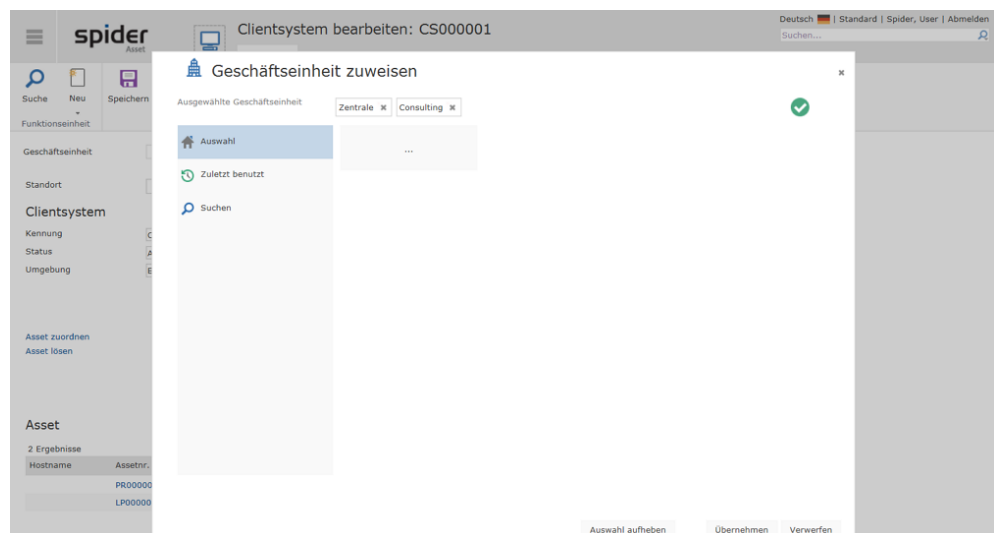 Deutsch | Standard | Spider, User | Abmelden
spider
Asset
Clientsystem bearbeiten: CS000001
Suchen...
Geschäftseinheit zuweisen
Suche Neu Speichern
Funktionseinheit
Ausgewählte Geschäftseinheit Zentrale Consulting
Auswahl
...
Zuletzt benutzt
Suchen
Geschäftseinheit
Standort
Clientsystem
Kennung
Status
Umgebung
Asset zuordnen
Asset lösen
Asset
2 Ergebnisse
Hostname Assetnr.
PR00000
LP00000
Auswahl aufheben Übernehmen Verwerfen